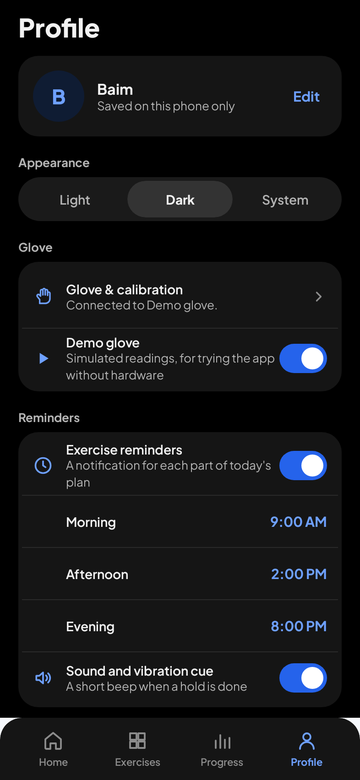 Profile
B
Baim
Saved on this phone only
Edit
Appearance
Light
Dark
System
Glove
Glove & calibration
Connected to Demo glove.
Demo glove
Simulated readings, for trying the app
without hardware
Reminders
Exercise reminders
A notification for each part of today's
plan
Morning
9:00 AM
Afternoon
2:00 PM
Evening
8:00 PM
Sound and vibration cue
A short beep when a hold is done
Home
Exercises
Progress
Profile